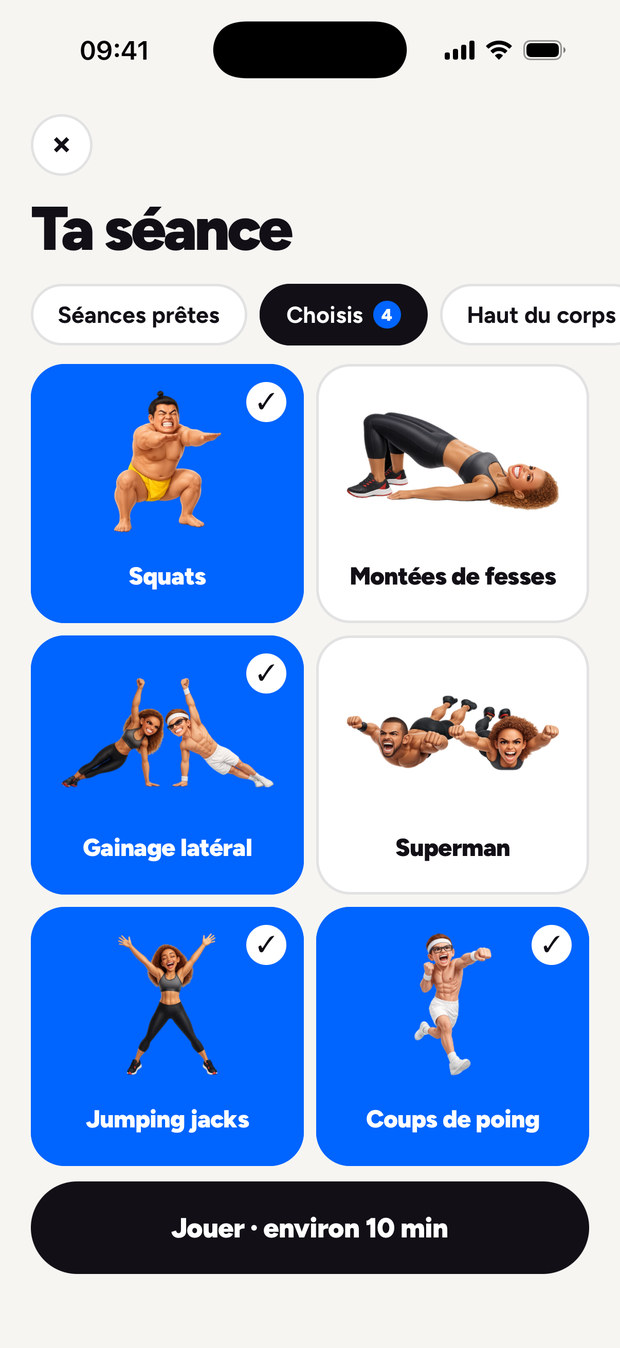 09:41
Ta séance
Séances prêtes
Choisis 4
Haut du corps
Squats
Montées de fesses
Gainage latéral
Superman
Jumping jacks
Coups de poing
Jouer · environ 10 min